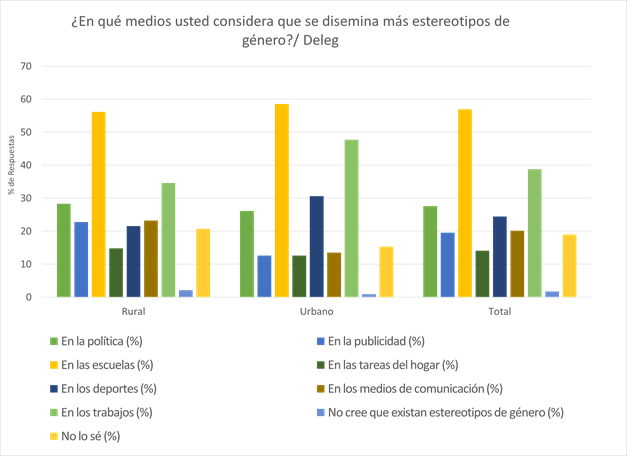 ¿En qué medios usted considera que se disemina más estereotipos de
género?/ Deleg
70
60
50
40
30
20
10
0
% de Respuestas
Rural
Urbano
Total
En la política (%)
En la publicidad (%)
En las escuelas (%)
En las tareas del hogar (%)
En los deportes (%)
En los medios de comunicación (%)
En los trabajos (%)
No cree que existan estereotipos de género (%)
No lo sé (%)